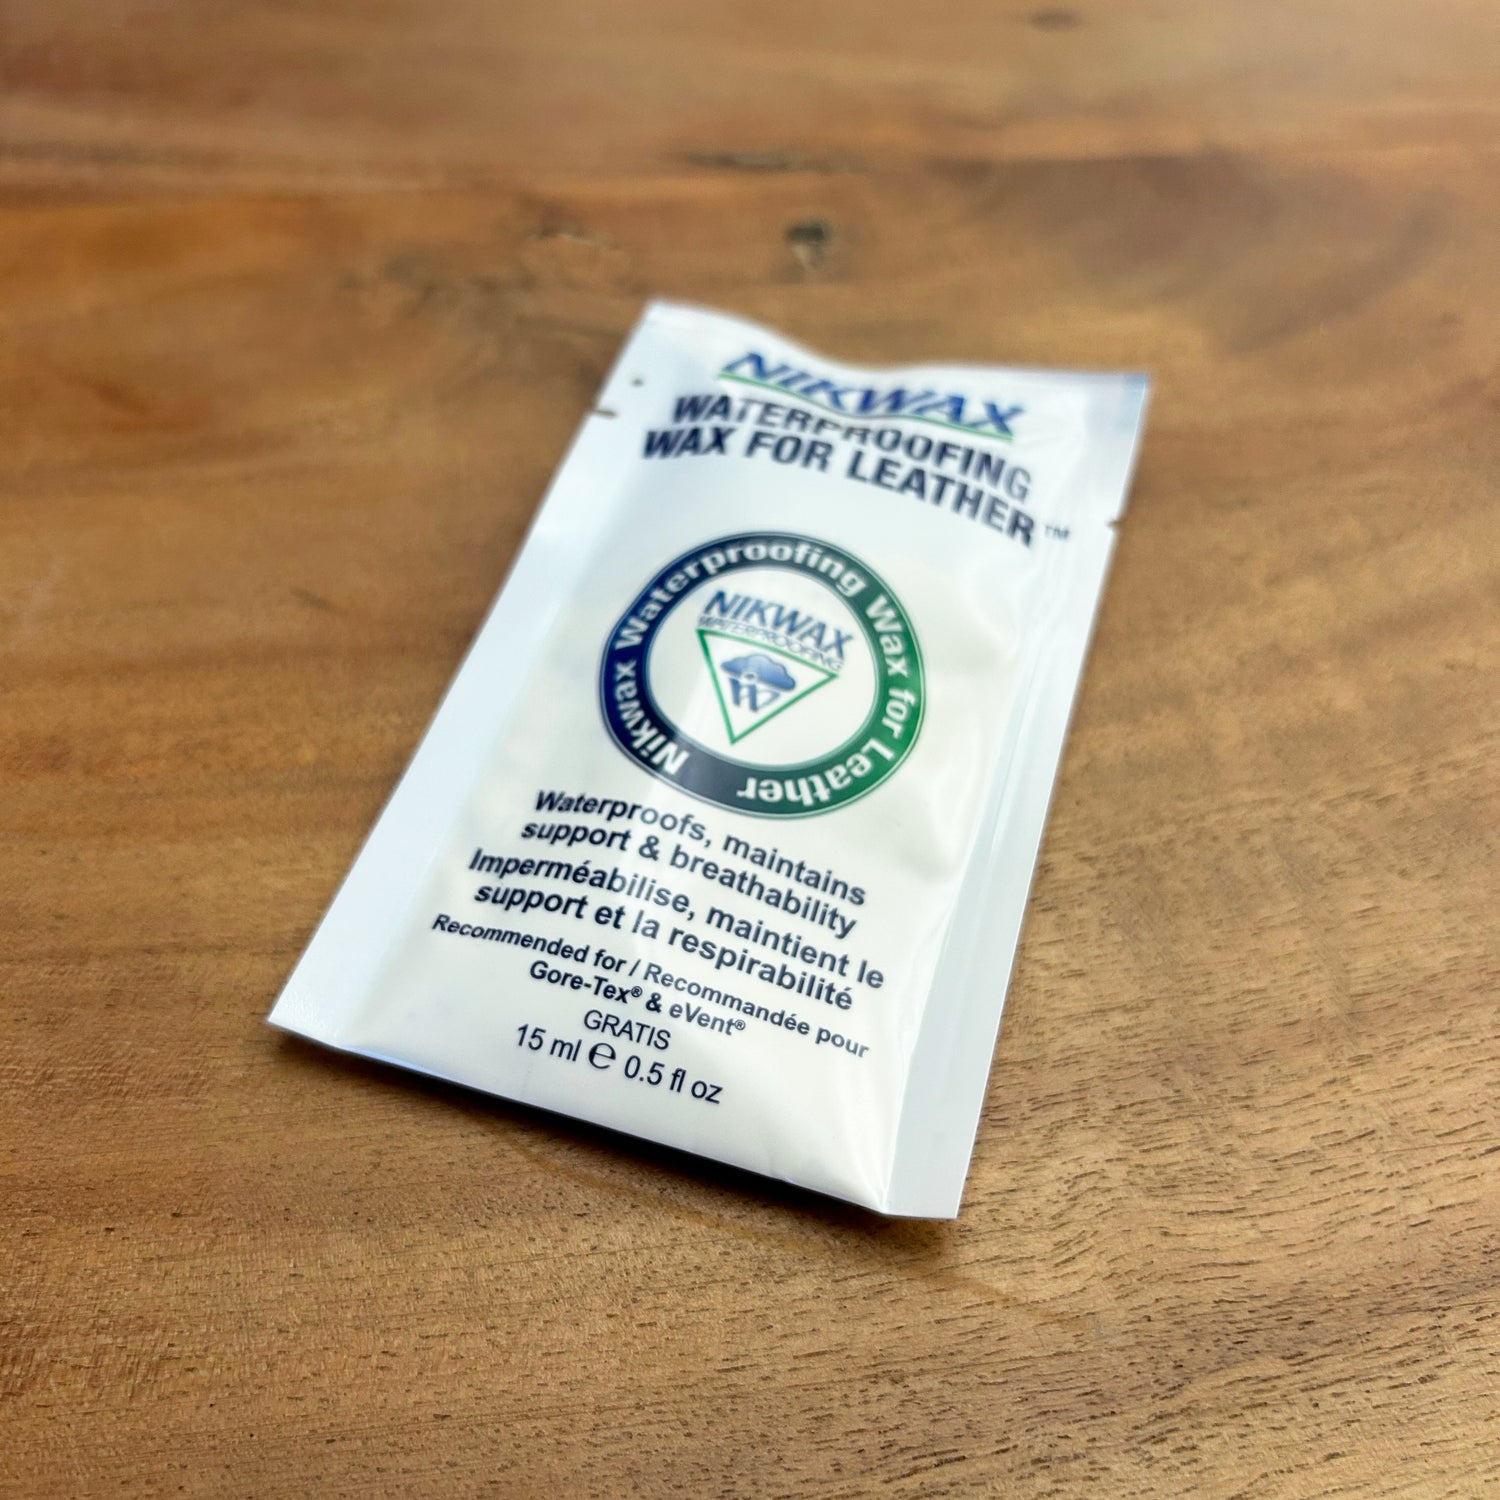 NIKWAX
WATERPROOFING
WAX FOR LEATHER™
Nikwax Waterproofing Wax for Leather
NIKWAX
WATERPROOFING
W
Waterproofs, maintains
support & breathability
Imperméabilise, maintient le
support et la respirabilité
Recommended for / Recommandée pour
Gore-Tex® & eVent®
GRATIS
15 ml ℮ 0.5 fl oz